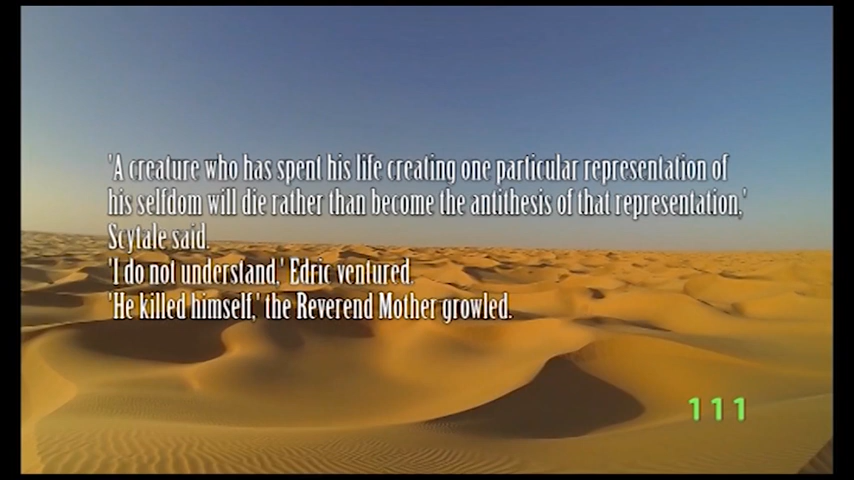 'A creature who has spent his life creating one particular representation of
his selfdom will die rather than become the antithesis of that representation,'
Scytale said.
'I do not understand,' Edric ventured.
'He killed himself,' the Reverend Mother growled.
111